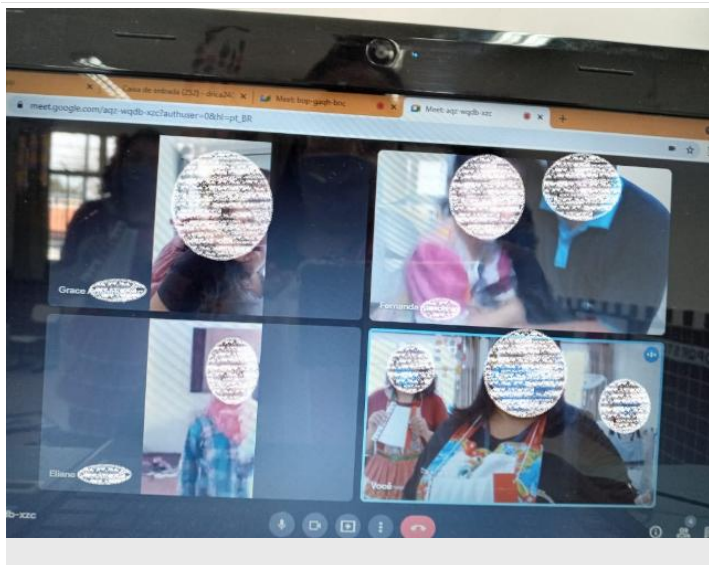 Caixa de entrada (252) - drica24
Meet: bop-gaqh-bnc
Meet: aqz-wqdb-xzc
meet.google.com/aqz-wqdb-xzc?authuser=0&hl=pt_BR
Grace
Fernanda
Eliane
Você
db-xzc